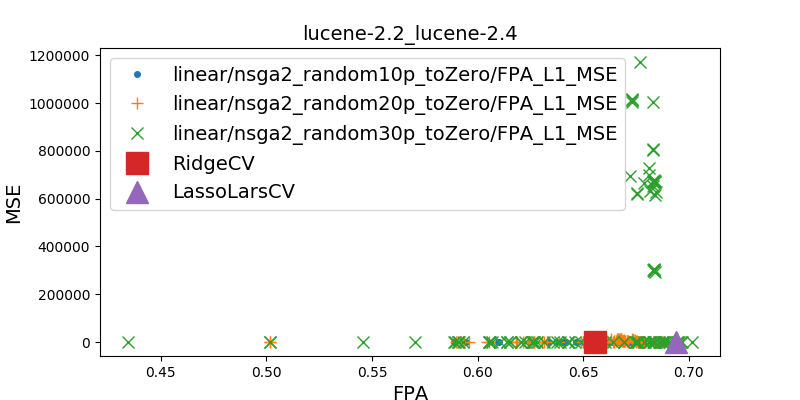 lucene-2.2_lucene-2.4
1200000
1000000
800000
600000
400000
200000
0
MSE
linear/nsga2_random10p_toZero/FPA_L1_MSE
linear/nsga2_random20p_toZero/FPA_L1_MSE
linear/nsga2_random30p_toZero/FPA_L1_MSE
RidgeCV
LassoLarsCV
0.45 0.50 0.55 0.60 0.65 0.70
FPA